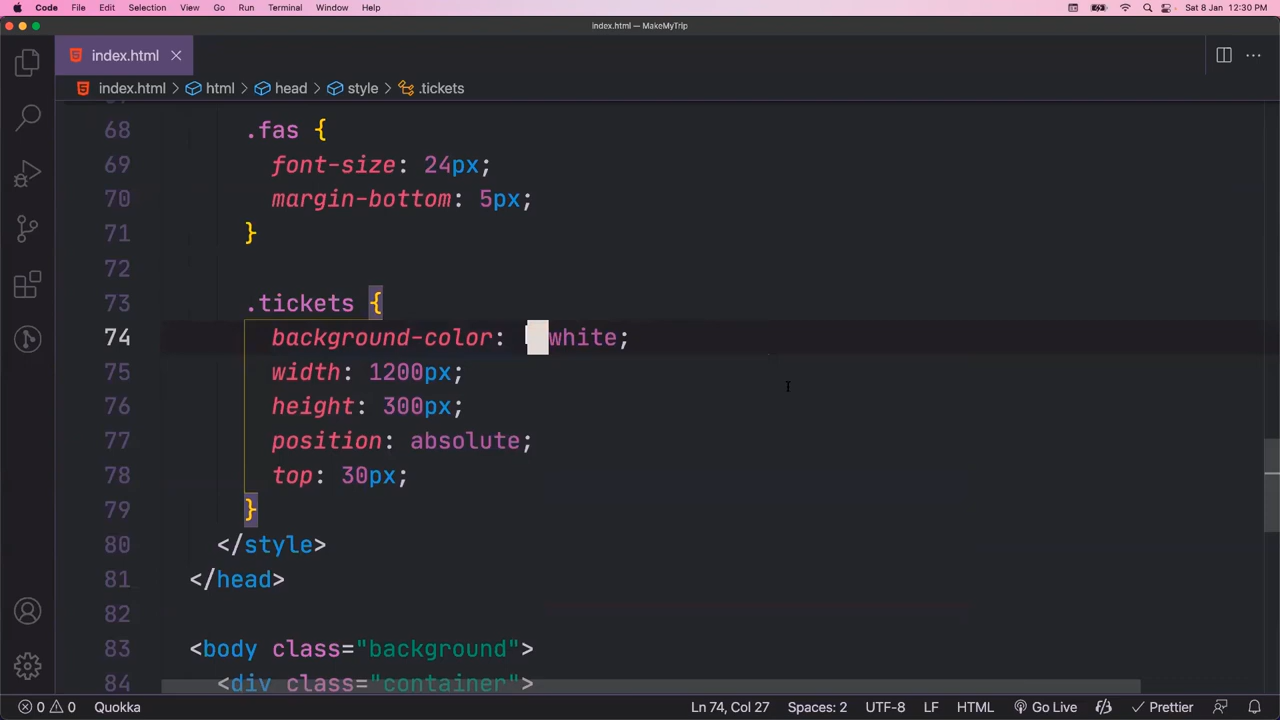 Code File Edit Selection View Go Run Terminal Window Help Sat 8 Jan 12:30 PM
index.html — MakeMyTrip
index.html
index.html > html > head > style > .tickets
68 .fas {
69 font-size: 24px;
70 margin-bottom: 5px;
71 }
72
73 .tickets {
74 background-color: white;
75 width: 1200px;
76 height: 300px;
77 position: absolute;
78 top: 30px;
79 }
80 </style>
81 </head>
82
83 <body class="background">
84 <div class="container">
0 0 Quokka Ln 74, Col 27 Spaces: 2 UTF-8 LF HTML Go Live Prettier